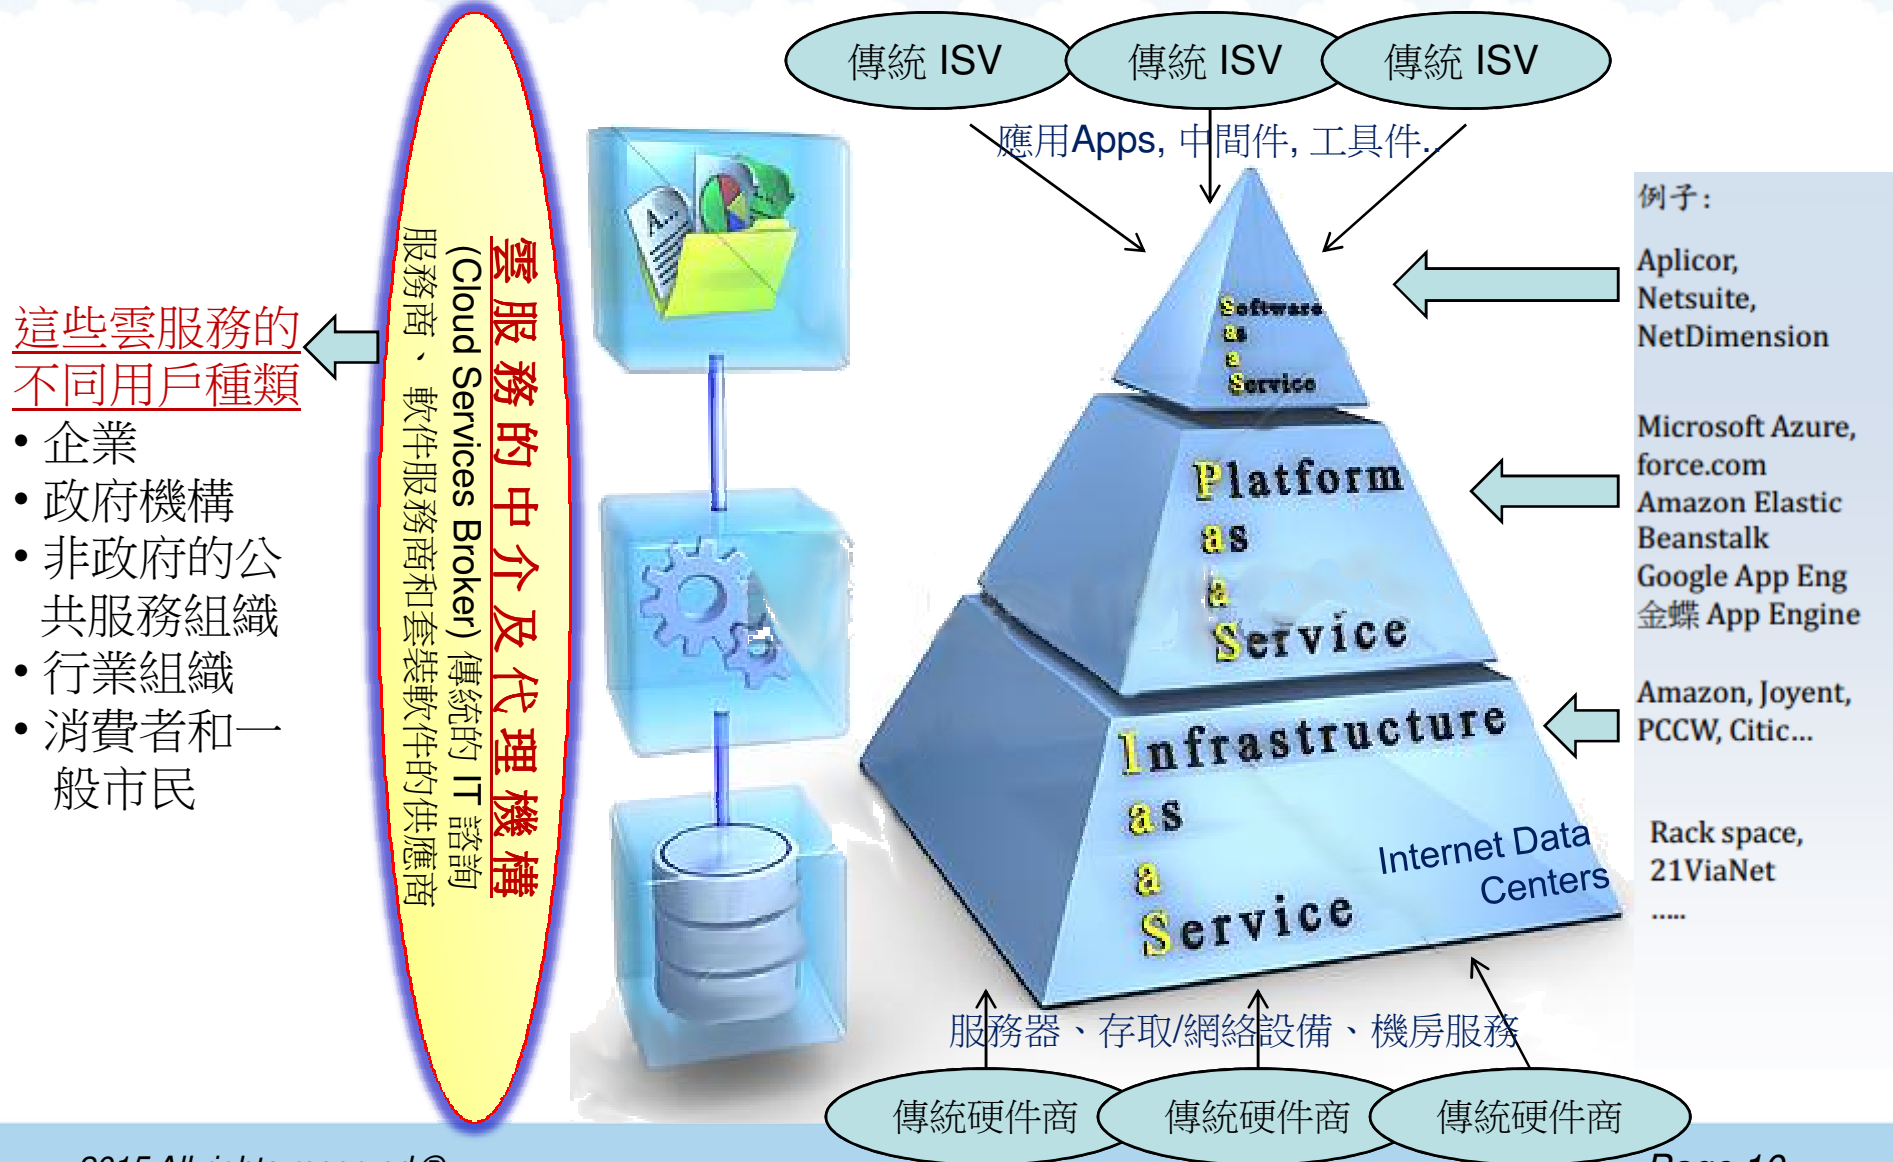 傳統 ISV
傳統 ISV
傳統 ISV
應用Apps, 中間件, 工具件..
這些雲服務的
不同用戶種類
• 企業
• 政府機構
• 非政府的公
共服務組織
• 行業組織
• 消費者和一
般市民
雲服務的中介及代理機構
(Cloud Services Broker) 傳統的 IT 諮詢
服務商、 軟件服務商和套裝軟件的供應商
A...
A...
Software
as
a
Service
Platform
as
a
Service
Infrastructure
as
a
Service
Internet Data
Centers
例子:
Aplicor,
Netsuite,
NetDimension
Microsoft Azure,
force.com
Amazon Elastic
Beanstalk
Google App Eng
金蝶 App Engine
Amazon, Joyent,
PCCW, Citic...
Rack space,
21ViaNet
.....
服務器、存取/網絡設備、機房服務
傳統硬件商
傳統硬件商
傳統硬件商
2015 All rights reserved ©
Page 10